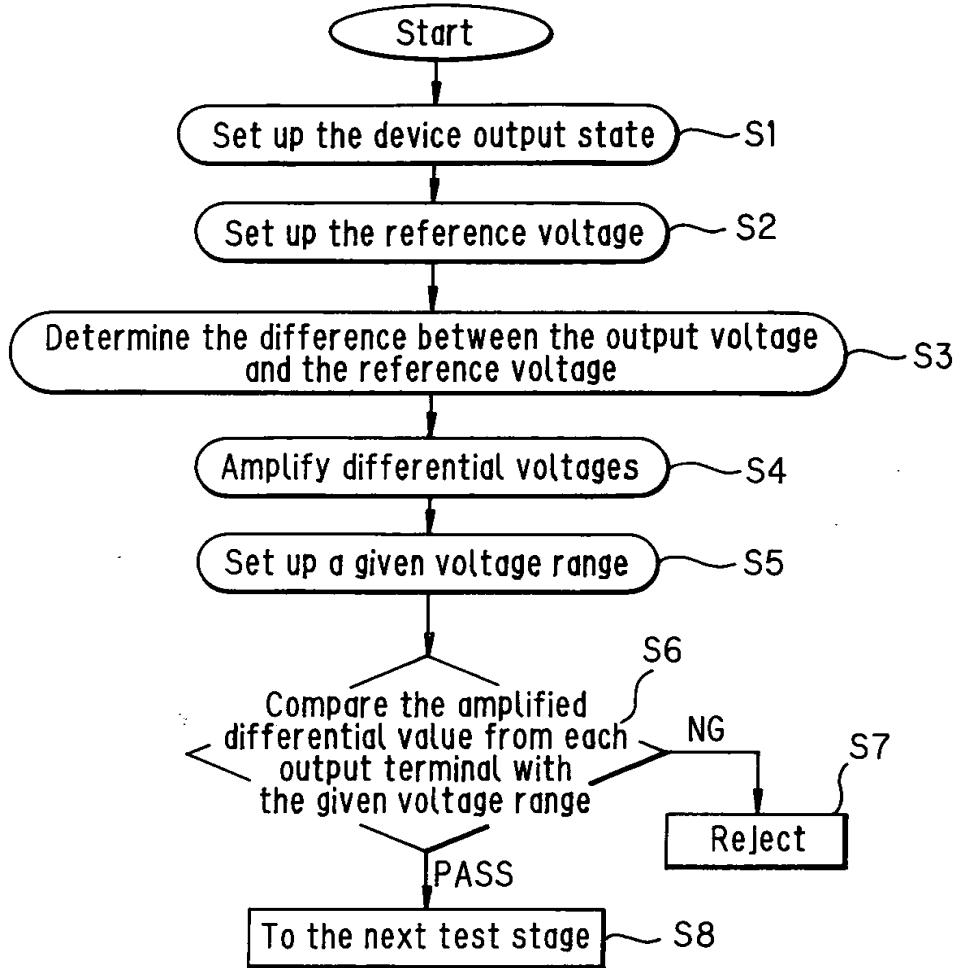 Start
Set up the device output state
S1
Set up the reference voltage
S2
Determine the difference between the output voltage
and the reference voltage
S3
Amplify differential voltages
S4
Set up a given voltage range
S5
S6
Compare the amplified
differential value from each
output terminal with
the given voltage range
NG
S7
Reject
PASS
To the next test stage
S8